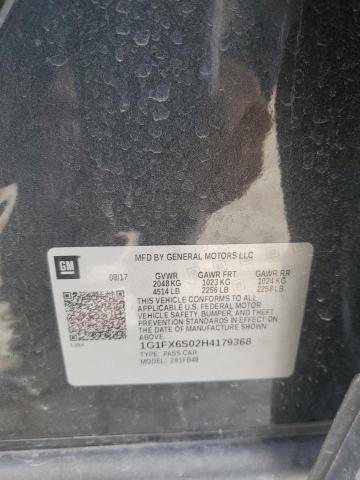 GM
MFD BY GENERAL MOTORS LLC
08/17 GVWR GAWR FRT GAWR RR
2048 KG 1023 KG 1024 KG
4514 LB 2256 LB 2258 LB
THIS VEHICLE CONFORMS TO ALL
APPLICABLE U.S. FEDERAL MOTOR
VEHICLE SAFETY, BUMPER, AND THEFT
PREVENTION STANDARDS IN EFFECT ON
THE DATE OF MANUFACTURE SHOWN
ABOVE.
1G1FX6S02H4179368
TYPE: PASS CAR
MODEL: 281FB48